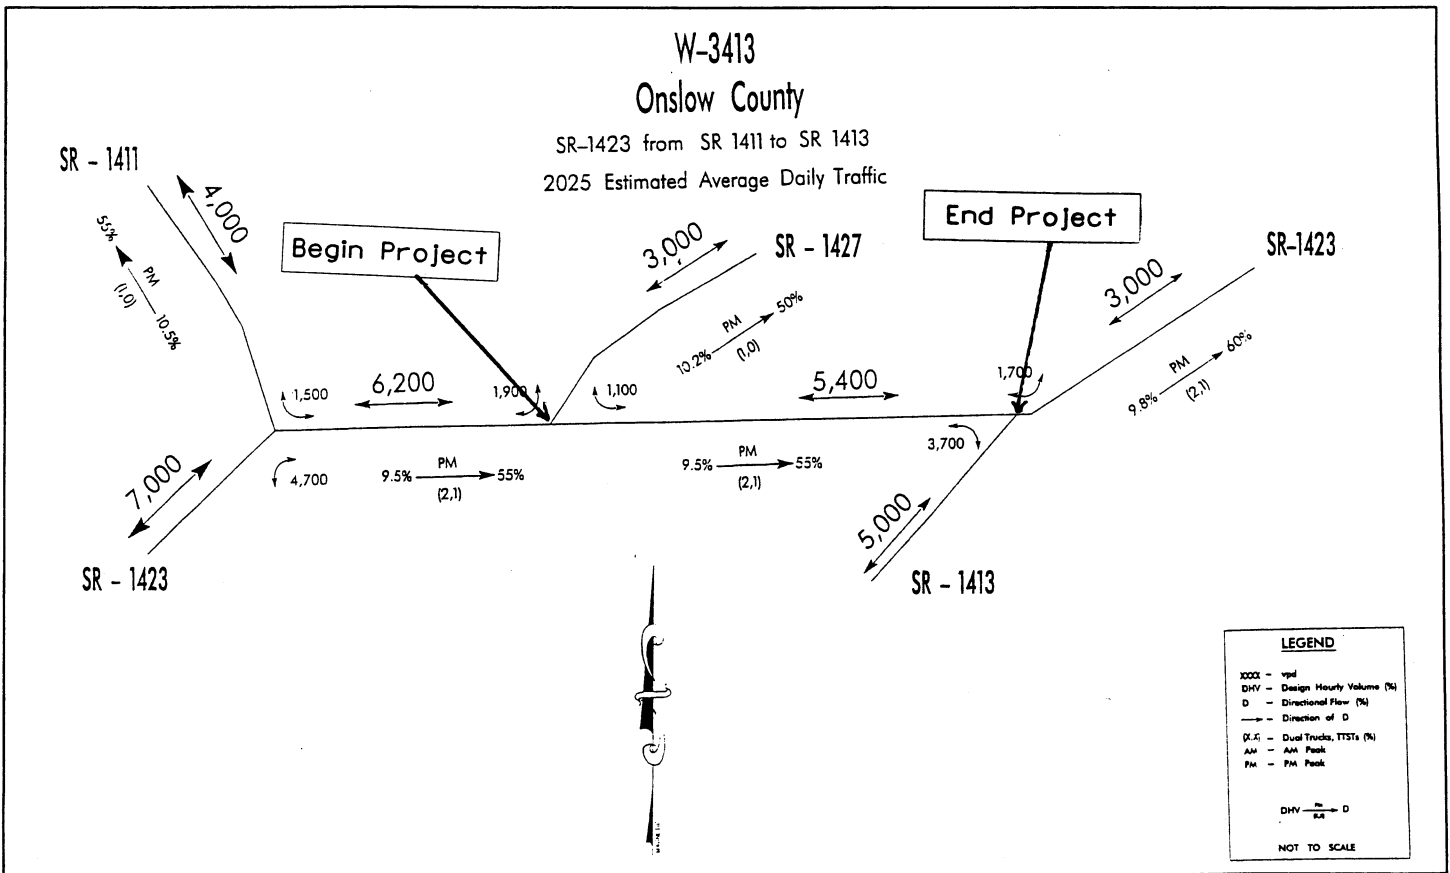 W-3413
Onslow County
SR-1423 from SR 1411 to SR 1413
2025 Estimated Average Daily Traffic
SR - 1411
4,000
55% PM 10.5%
(1,0)
Begin Project
3,000
SR - 1427
End Project
SR-1423
3,000
10.2% PM 50%
(1,0)
9.8% PM 60%
(2,1)
1,500
6,200
1,900
1,100
5,400
1,700
7,000
4,700
9.5% PM 55%
(2,1)
9.5% PM 55%
(2,1)
3,700
5,000
SR - 1423
SR - 1413
LEGEND
XXXX - vpd
DHV - Design Hourly Volume (%)
D - Directional Flow (%)
- Direction of D
(X,X) - Dual Trucks, TTSTs (%)
AM - AM Peak
PM - PM Peak
DHV PM D
NOT TO SCALE